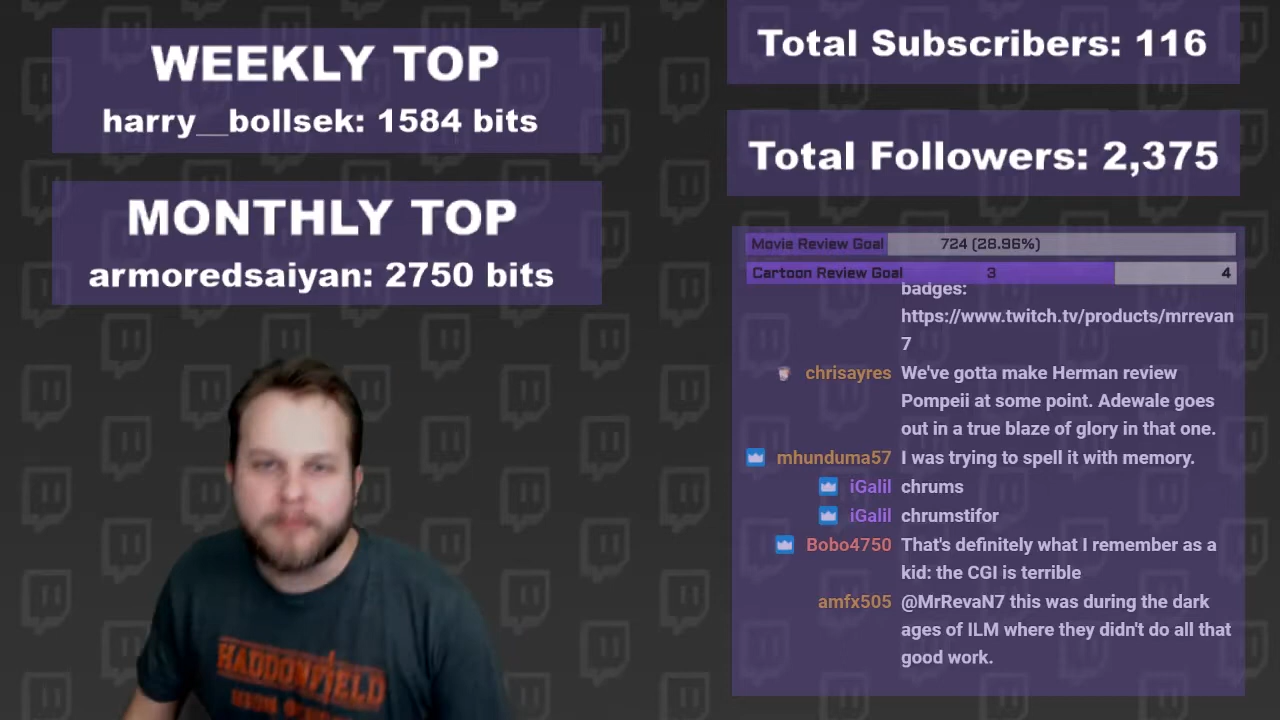 WEEKLY TOP
harry__bollsek: 1584 bits
MONTHLY TOP
armoredsaiyan: 2750 bits
Total Subscribers: 116
Total Followers: 2,375
Movie Review Goal 724 (28.96%)
Cartoon Review Goal 3 4
badges:
https://www.twitch.tv/products/mrrevan
7
chrisayres We've gotta make Herman review
Pompeii at some point. Adewale goes
out in a true blaze of glory in that one.
mhunduma57 I was trying to spell it with memory.
iGalil chrums
iGalil chrumstifor
Bobo4750 That's definitely what I remember as a
kid: the CGI is terrible
amfx505 @MrRevaN7 this was during the dark
ages of ILM where they didn't do all that
good work.
HADDONFIELD